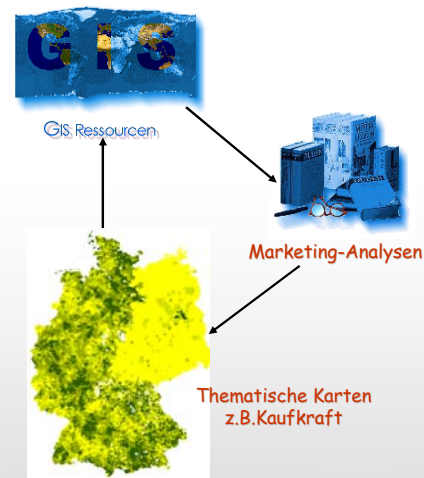 GIS
GIS Ressourcen
Marketing-Analysen
Thematische Karten
z.B.Kaufkraft